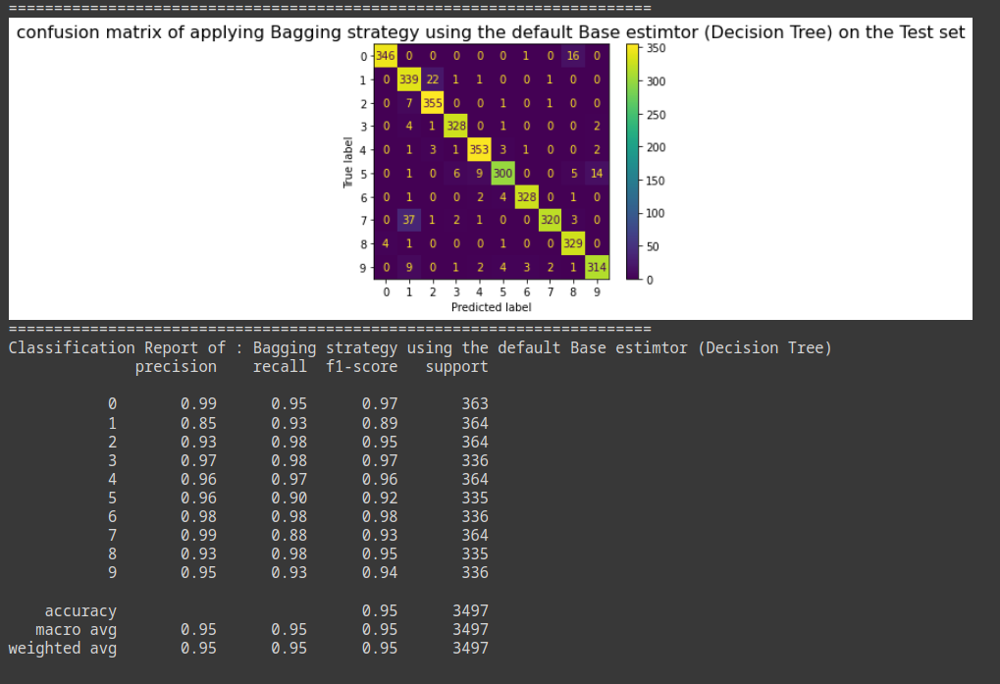 =======================================================================
confusion matrix of applying Bagging strategy using the default Base estimtor (Decision Tree) on the Test set
0 346 0 0 0 0 0 1 0 16 0
1 0 339 22 1 1 0 0 1 0 0
2 0 7 355 0 0 1 0 1 0 0
3 0 4 1 328 0 1 0 0 0 2
4 0 1 3 1 353 3 1 0 0 2
5 0 1 0 6 9 300 0 0 5 14
6 0 1 0 0 2 4 328 0 1 0
7 0 37 1 2 1 0 0 320 3 0
8 4 1 0 0 0 1 0 0 329 0
9 0 9 0 1 2 4 3 2 1 314
0 1 2 3 4 5 6 7 8 9
True label
Predicted label
350
300
250
200
150
100
50
0
=======================================================================
Classification Report of : Bagging strategy using the default Base estimtor (Decision Tree)
precision recall f1-score support
0 0.99 0.95 0.97 363
1 0.85 0.93 0.89 364
2 0.93 0.98 0.95 364
3 0.97 0.98 0.97 336
4 0.96 0.97 0.96 364
5 0.96 0.90 0.92 335
6 0.98 0.98 0.98 336
7 0.99 0.88 0.93 364
8 0.93 0.98 0.95 335
9 0.95 0.93 0.94 336
accuracy 0.95 3497
macro avg 0.95 0.95 0.95 3497
weighted avg 0.95 0.95 0.95 3497